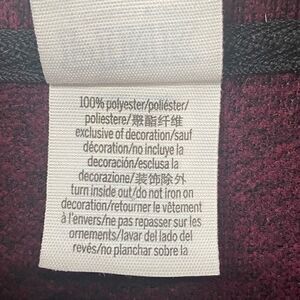 100% polyester/poliéster/
poliestere/聚酯纤维
exclusive of decoration/sauf
décoration/no incluye la
decoración/esclusa la
decorazione/装饰除外
turn inside out/do not iron on
decoration/retourner le vêtement
à l'envers/ne pas repasser sur les
ornements/lavar del lado del
revés/no planchar sobre la